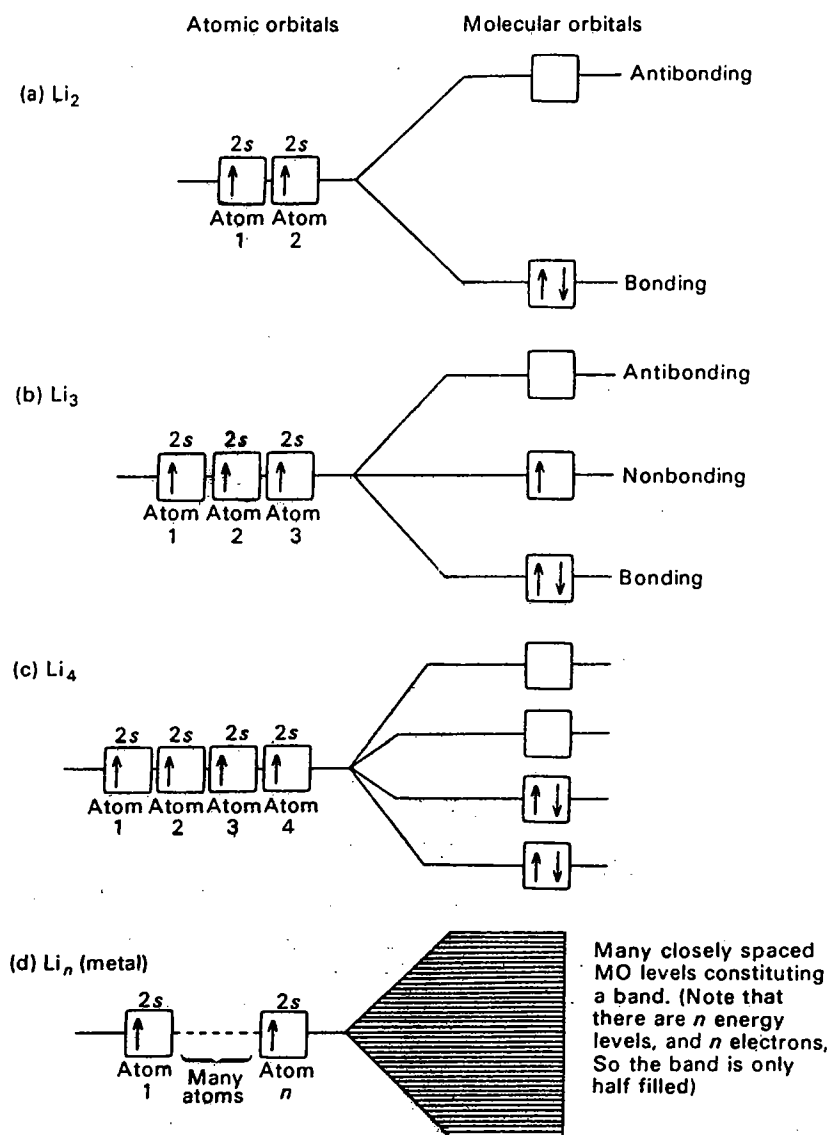 Atomic orbitals Molecular orbitals
(a) Li2
Antibonding
2s 2s
Atom Atom
1 2
Bonding
(b) Li3
Antibonding
2s 2s 2s
Nonbonding
Atom Atom Atom
1 2 3
Bonding
(c) Li4
2s 2s 2s 2s
Atom Atom Atom Atom
1 2 3 4
(d) Lin (metal)
2s 2s
Atom Many Atom
1 atoms n
Many closely spaced
MO levels constituting
a band. (Note that
there are n energy
levels, and n electrons,
So the band is only
half filled)